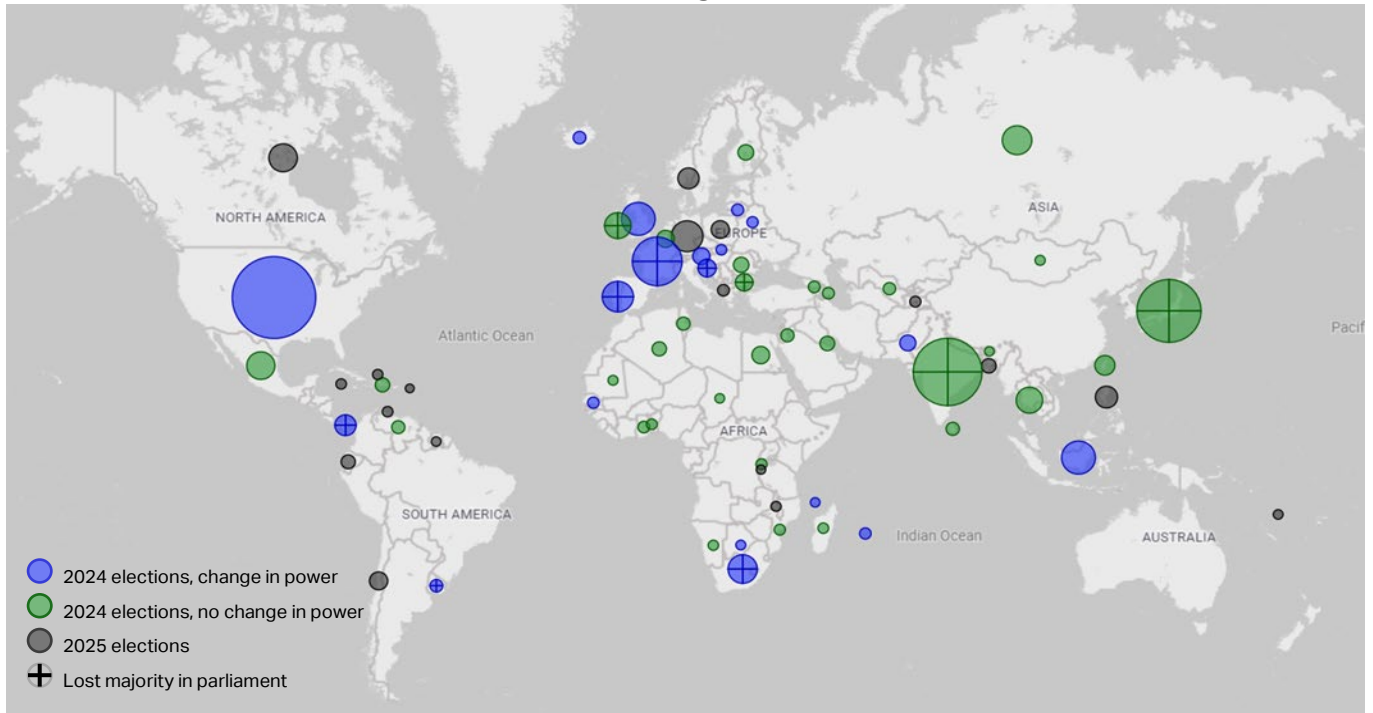 NORTH AMERICA
EUROPE
ASIA
Atlantic Ocean
Pacif
AFRICA
SOUTH AMERICA
Indian Ocean
AUSTRALIA
2024 elections, change in power
2024 elections, no change in power
2025 elections
Lost majority in parliament